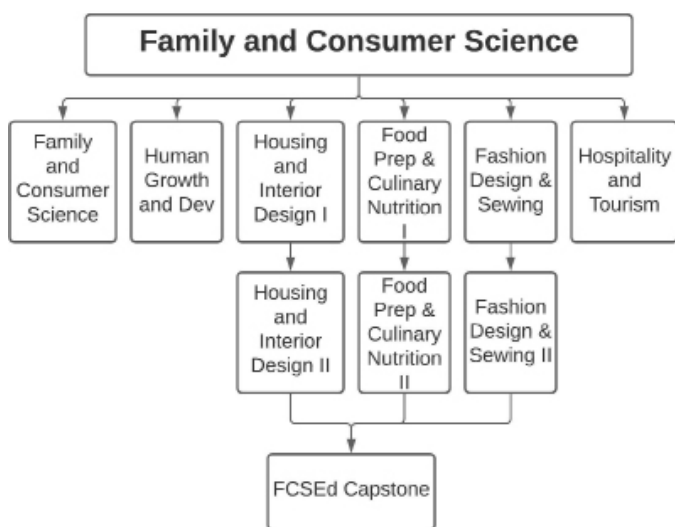 Family and Consumer Science
Family
and
Consumer
Science
Human
Growth
and Dev
Housing
and
Interior
Design I
Food
Prep &
Culinary
Nutrition
I
Fashion
Design &
Sewing
Hospitality
and
Tourism
Housing
and
Interior
Design II
Food
Prep &
Culinary
Nutrition
II
Fashion
Design &
Sewing II
FCSEd Capstone